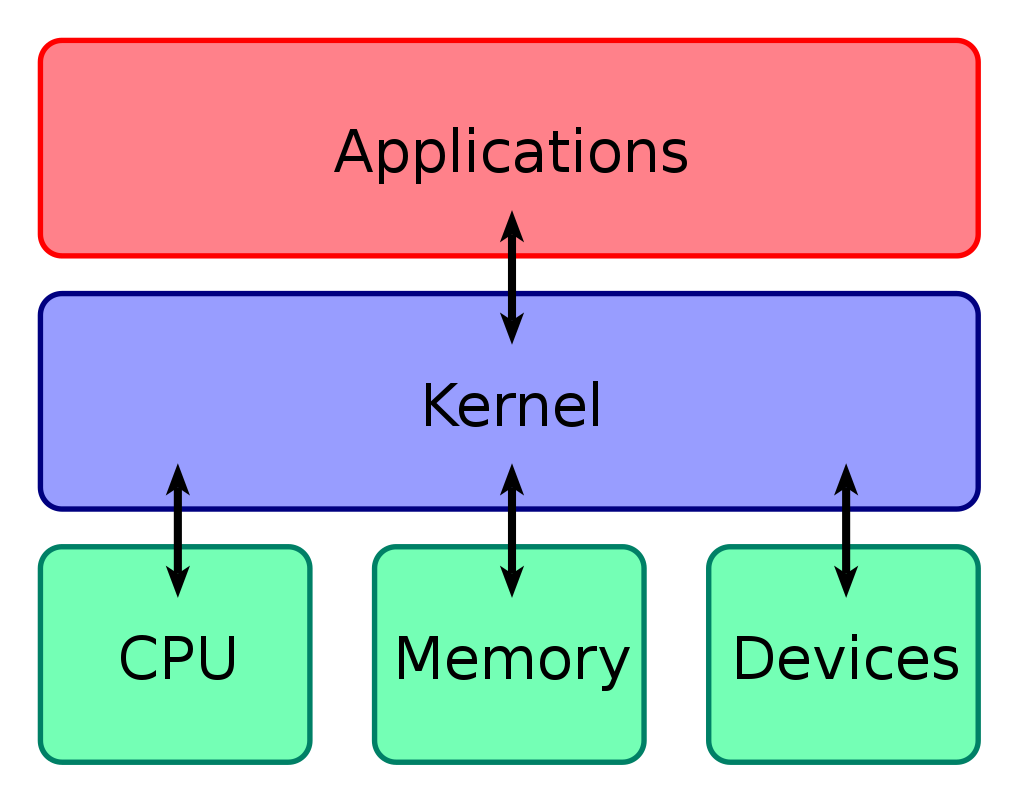 Applications
Kernel
CPU Memory Devices